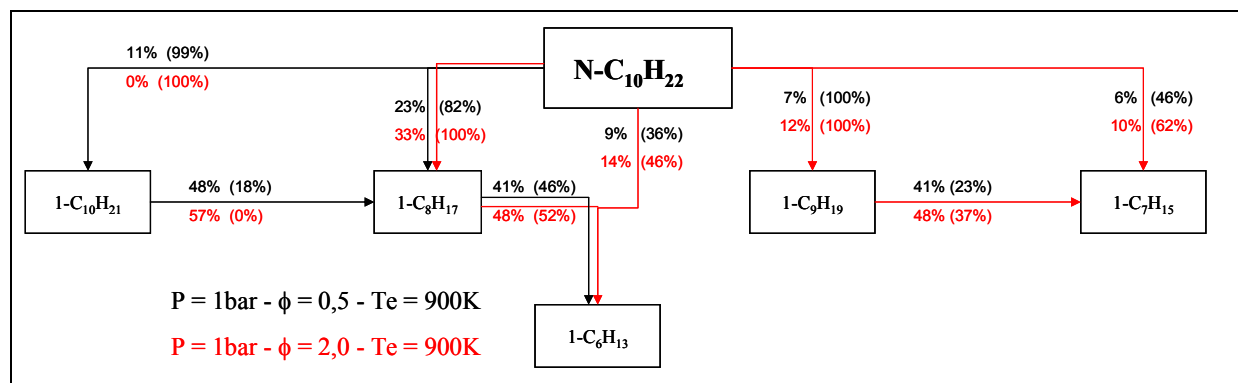 11% (99%)
0% (100%)
N-C₁₀H₂₂
23% (82%)
33% (100%)
9% (36%)
14% (46%)
7% (100%)
12% (100%)
6% (46%)
10% (62%)
1-C₁₀H₂₁
48% (18%)
57% (0%)
1-C₈H₁₇
41% (46%)
48% (52%)
1-C₉H₁₉
41% (23%)
48% (37%)
1-C₇H₁₅
P = 1bar - ϕ = 0,5 - Te = 900K
P = 1bar - ϕ = 2,0 - Te = 900K
1-C₆H₁₃